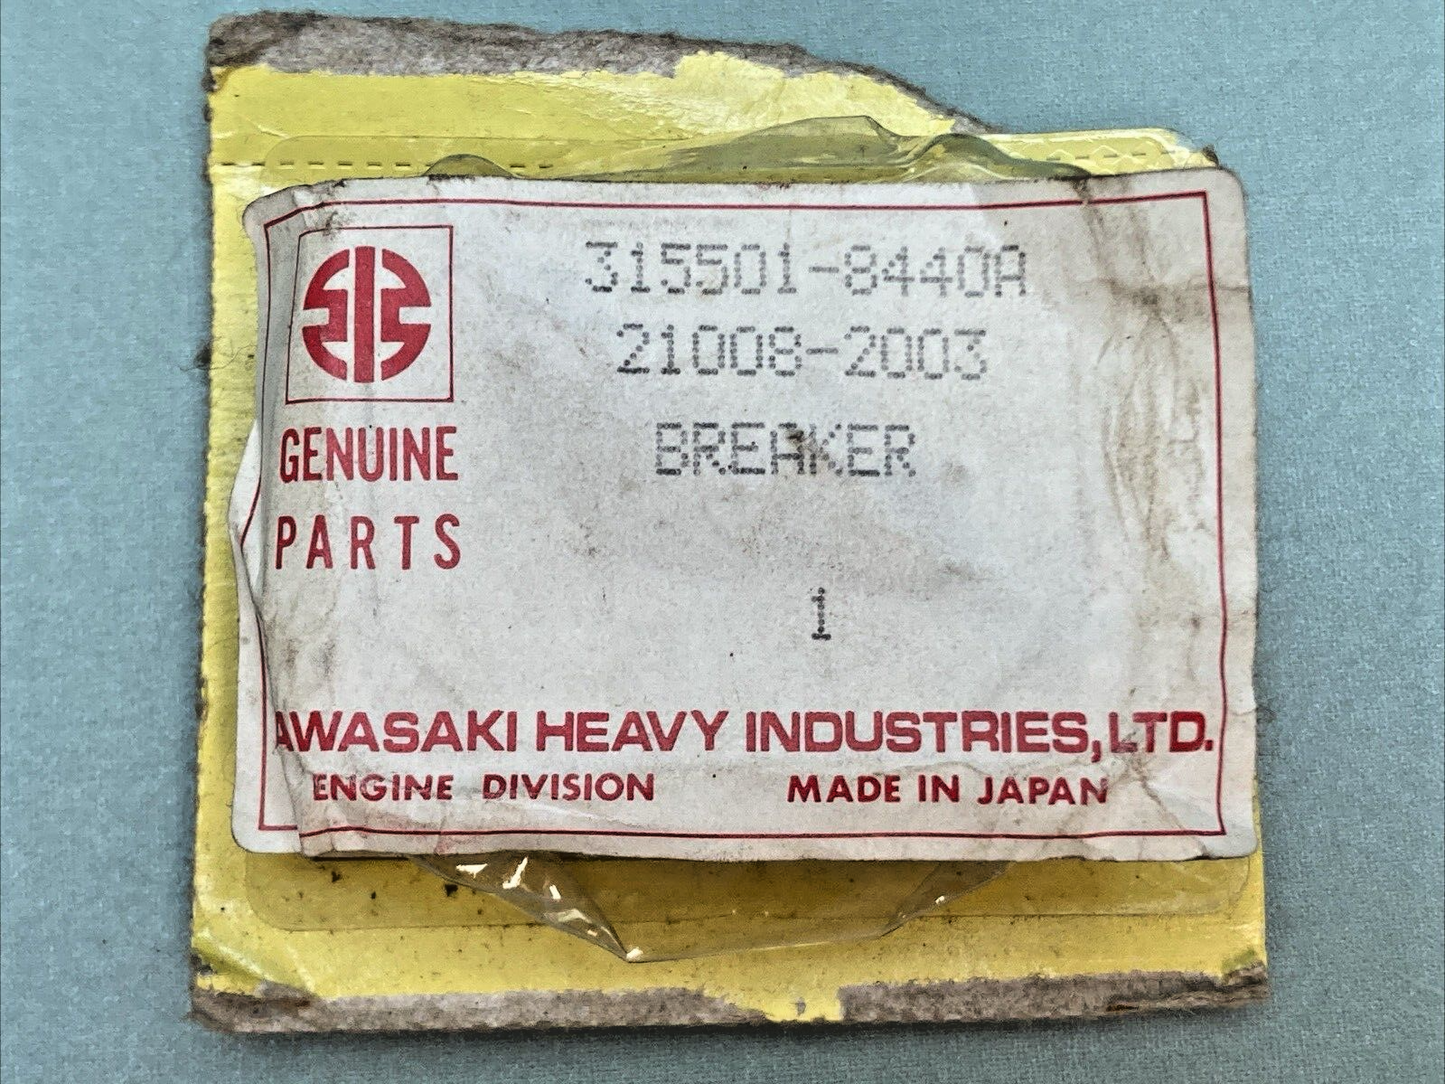 315501-8440A
21008-2003
BREAKER
GENUINE
PARTS
1
AWASAKI HEAVY INDUSTRIES, LTD.
ENGINE DIVISION MADE IN JAPAN